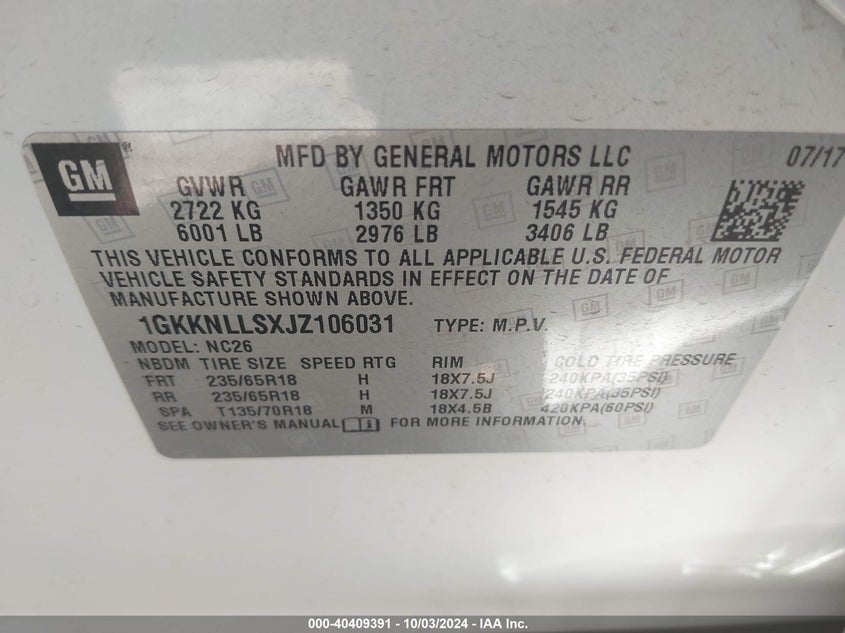 GM
MFD BY GENERAL MOTORS LLC 07/17
GVWR GAWR FRT GAWR RR
2722 KG 1350 KG 1545 KG
6001 LB 2976 LB 3406 LB
THIS VEHICLE CONFORMS TO ALL APPLICABLE U.S. FEDERAL MOTOR
VEHICLE SAFETY STANDARDS IN EFFECT ON THE DATE OF
MANUFACTURE SHOWN ABOVE.
1GKKNLLSXJZ106031 TYPE: M.P.V.
MODEL: NC26
NBDM TIRE SIZE SPEED RTG RIM COLD TIRE PRESSURE
FRT 235/65R18 H 18X7.5J 240KPA(35PSI)
RR 235/65R18 H 18X7.5J 240KPA(35PSI)
SPA T135/70R18 M 18X4.5B 420KPA(60PSI)
SEE OWNER'S MANUAL FOR MORE INFORMATION.
000-40409391 - 10/03/2024 - IAA Inc.